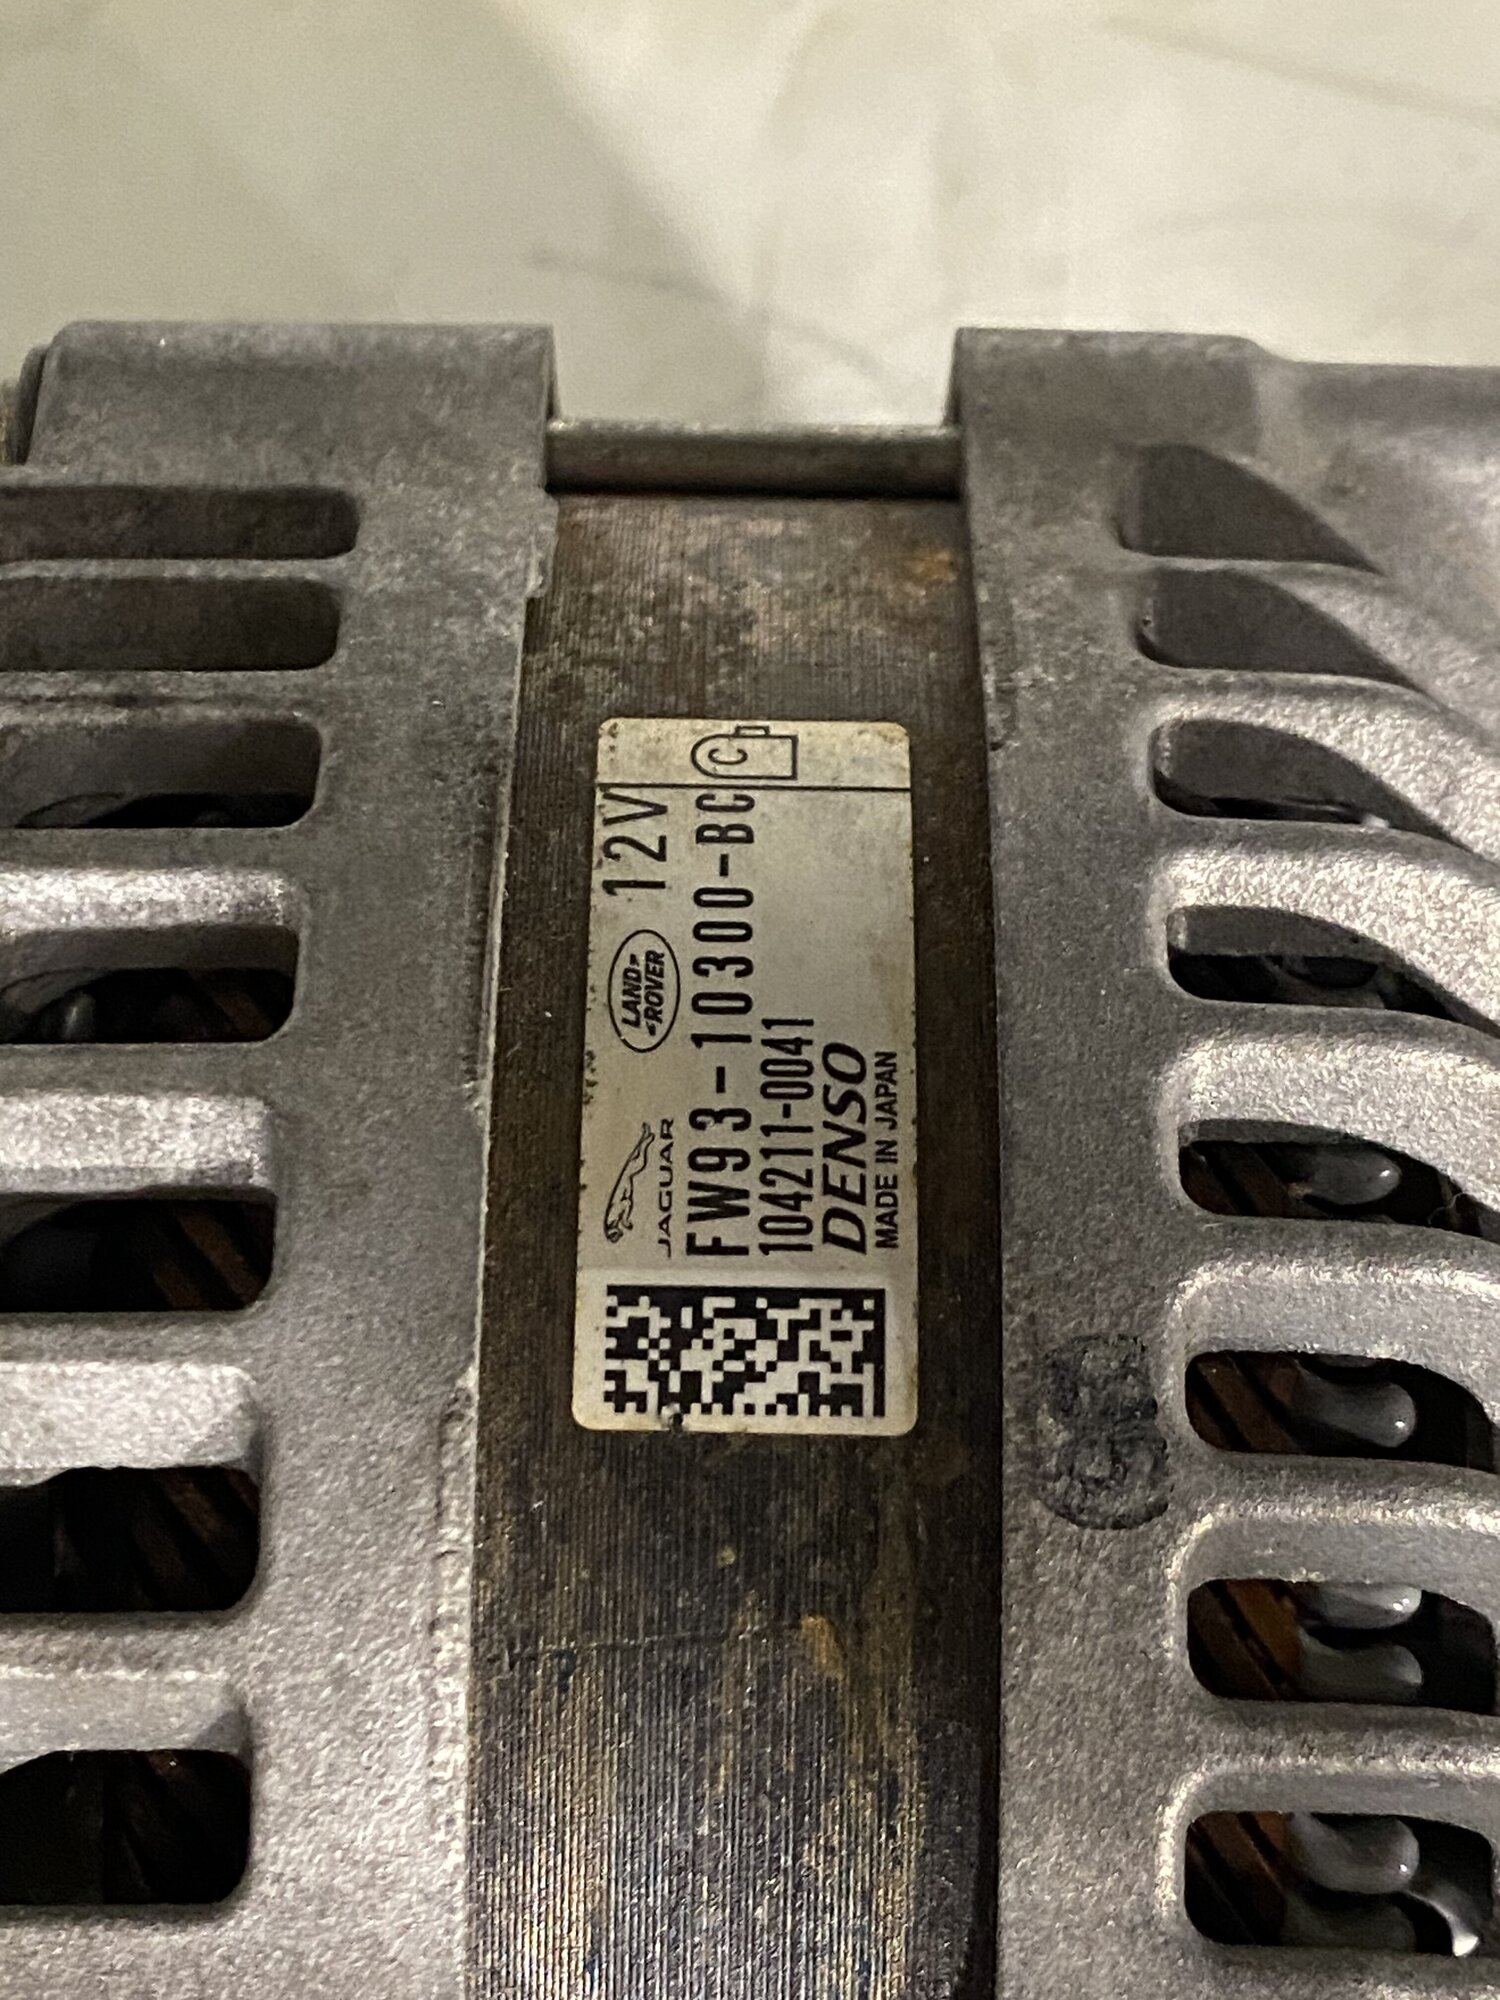 C
12V
LAND
ROVER
JAGUAR
FW93-10300-BC
104211-0041
DENSO
MADE IN JAPAN